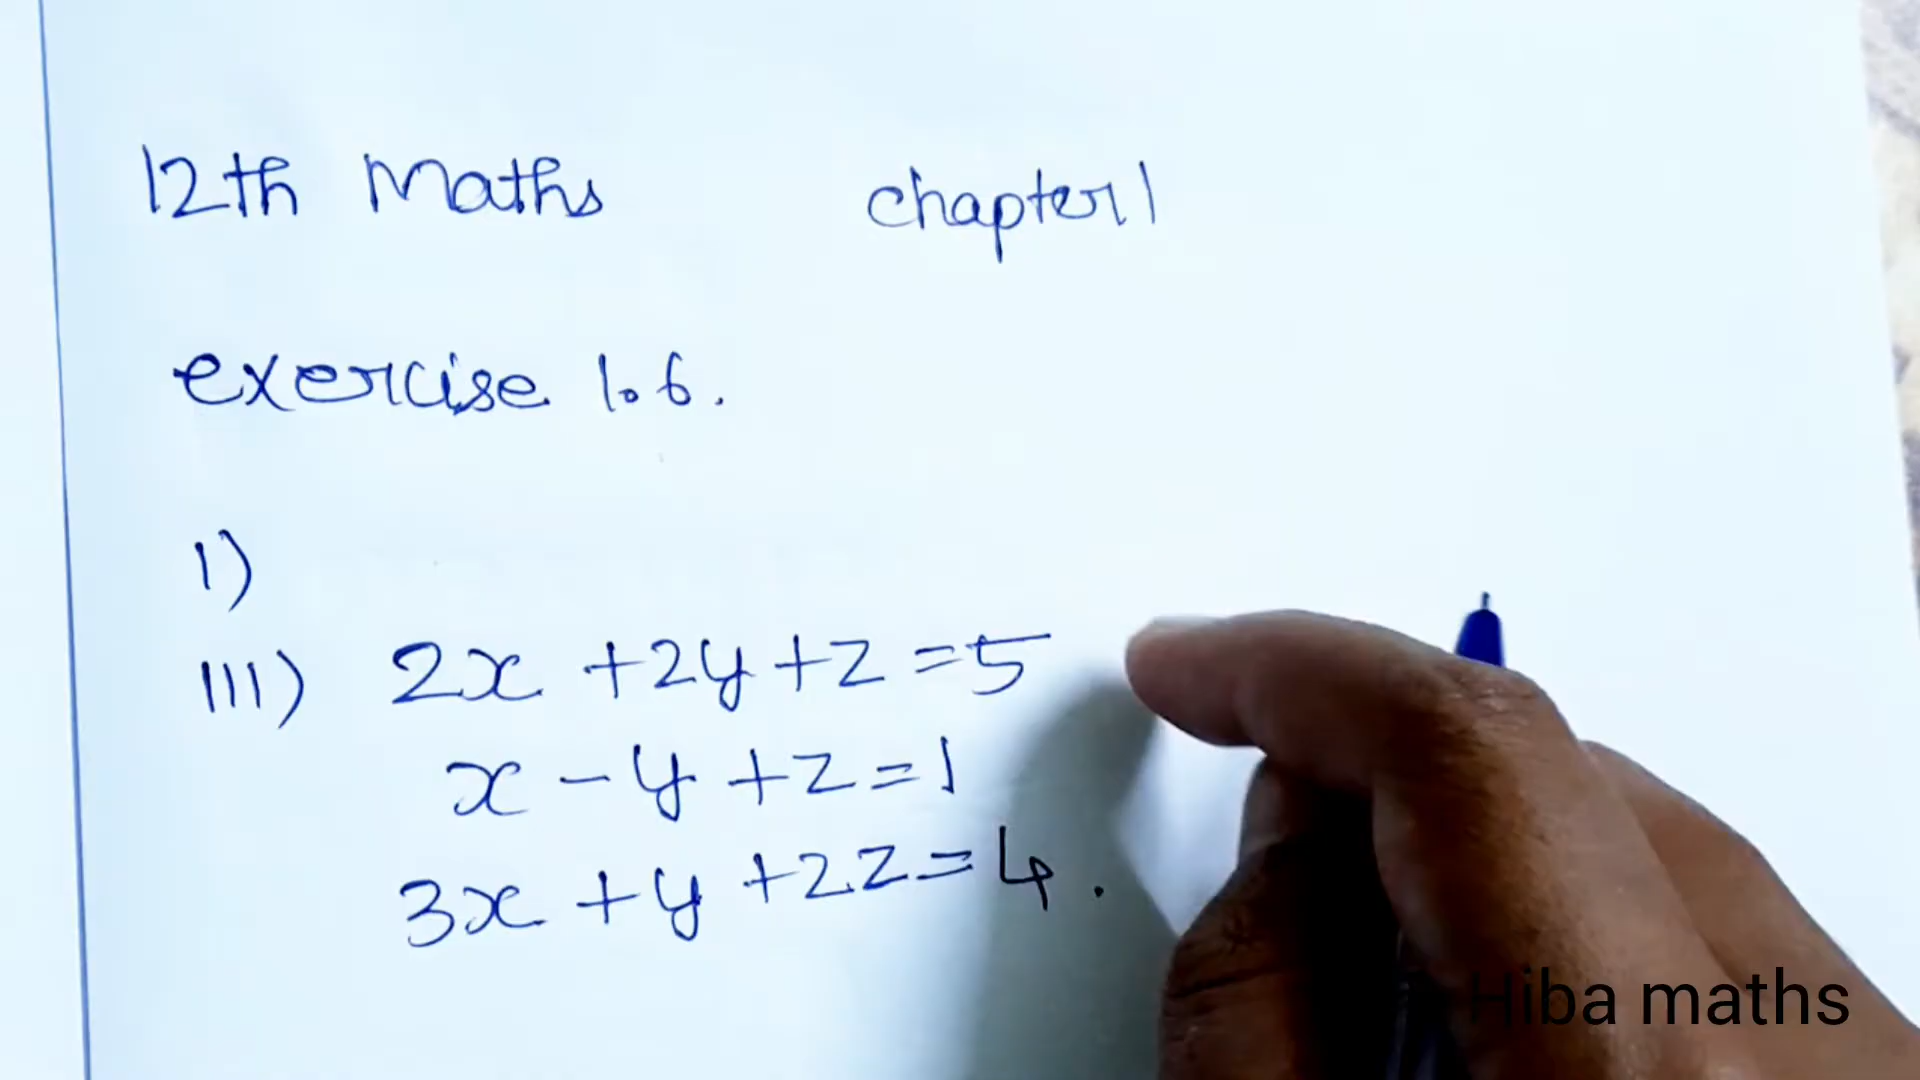 12th Maths chapter 1
exercise 1.6.
1)
III) 2x + 2y + z = 5
x - y + z = 1
3x + y + 2z = 4.
Hiba maths